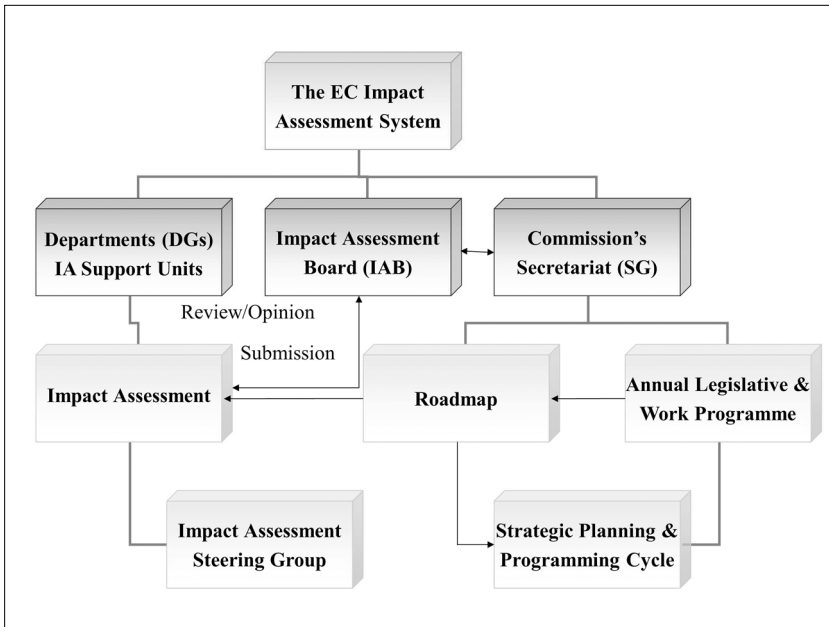 The EC Impact
Assessment System
Departments (DGs)
IA Support Units
Impact Assessment
Board (IAB)
Commission’s
Secretariat (SG)
Review/Opinion
Submission
Impact Assessment
Roadmap
Annual Legislative &
Work Programme
Impact Assessment
Steering Group
Strategic Planning &
Programming Cycle